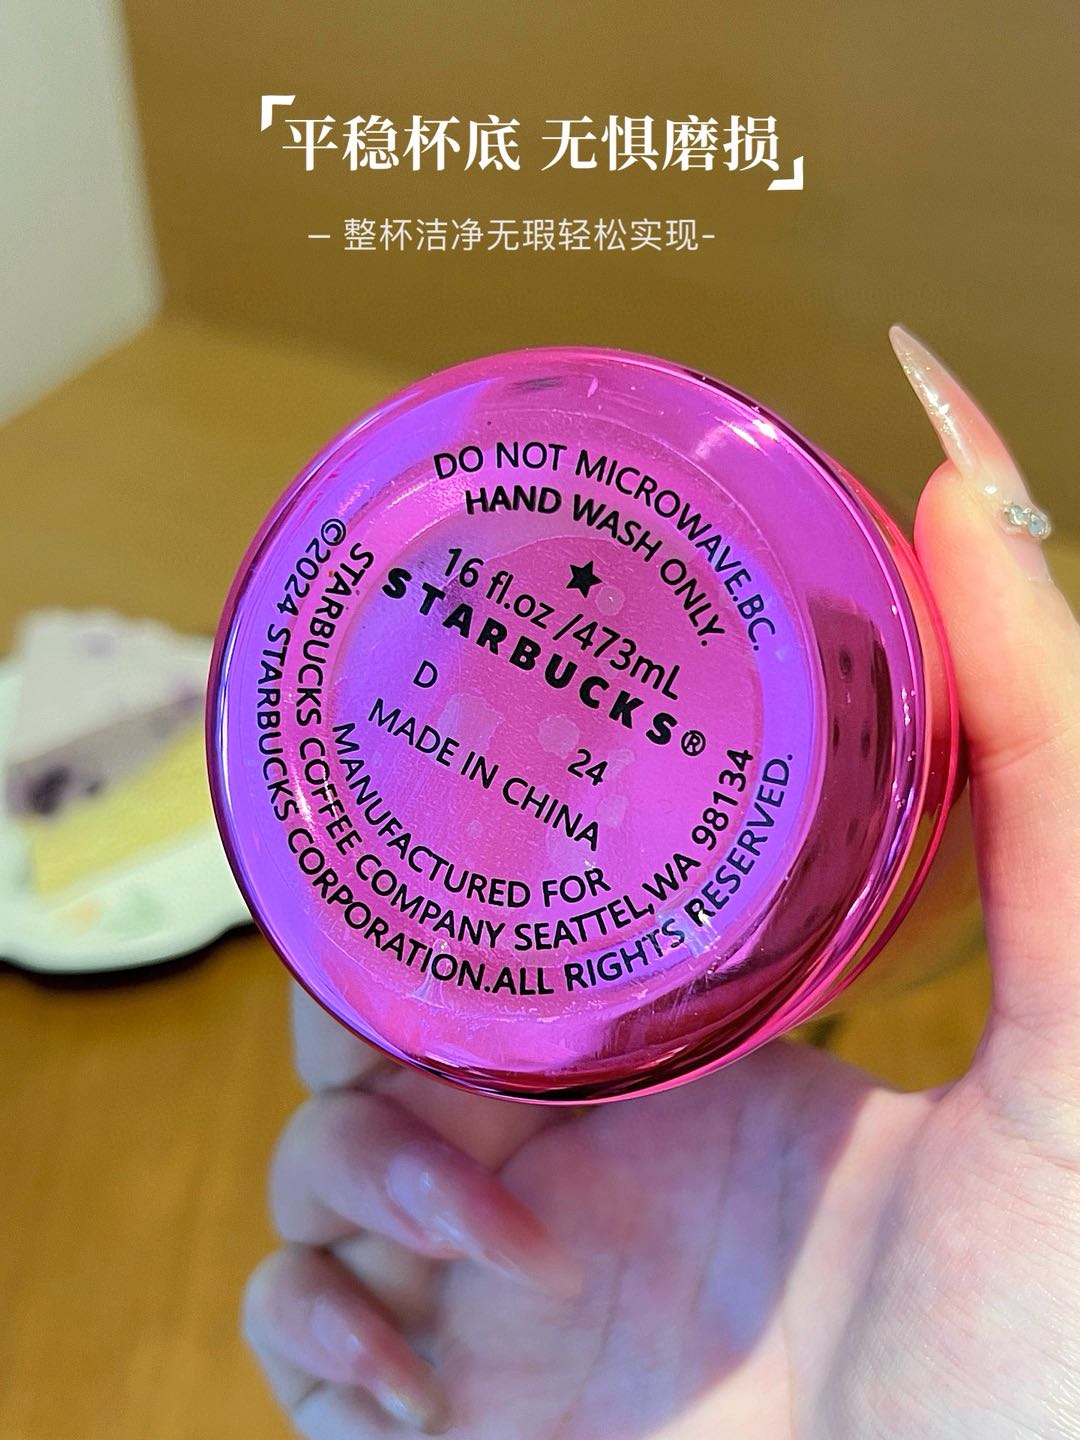 平稳杯底 无惧磨损
– 整杯洁净无瑕轻松实现-
DO NOT MICROWAVE.BC.
HAND WASH ONLY.
★
16 fl.oz /473mL
STARBUCKS®
D 24
MADE IN CHINA
MANUFACTURED FOR
STARBUCKS COFFEE COMPANY SEATTEL,WA 98134
©2024 STARBUCKS CORPORATION.ALL RIGHTS RESERVED.